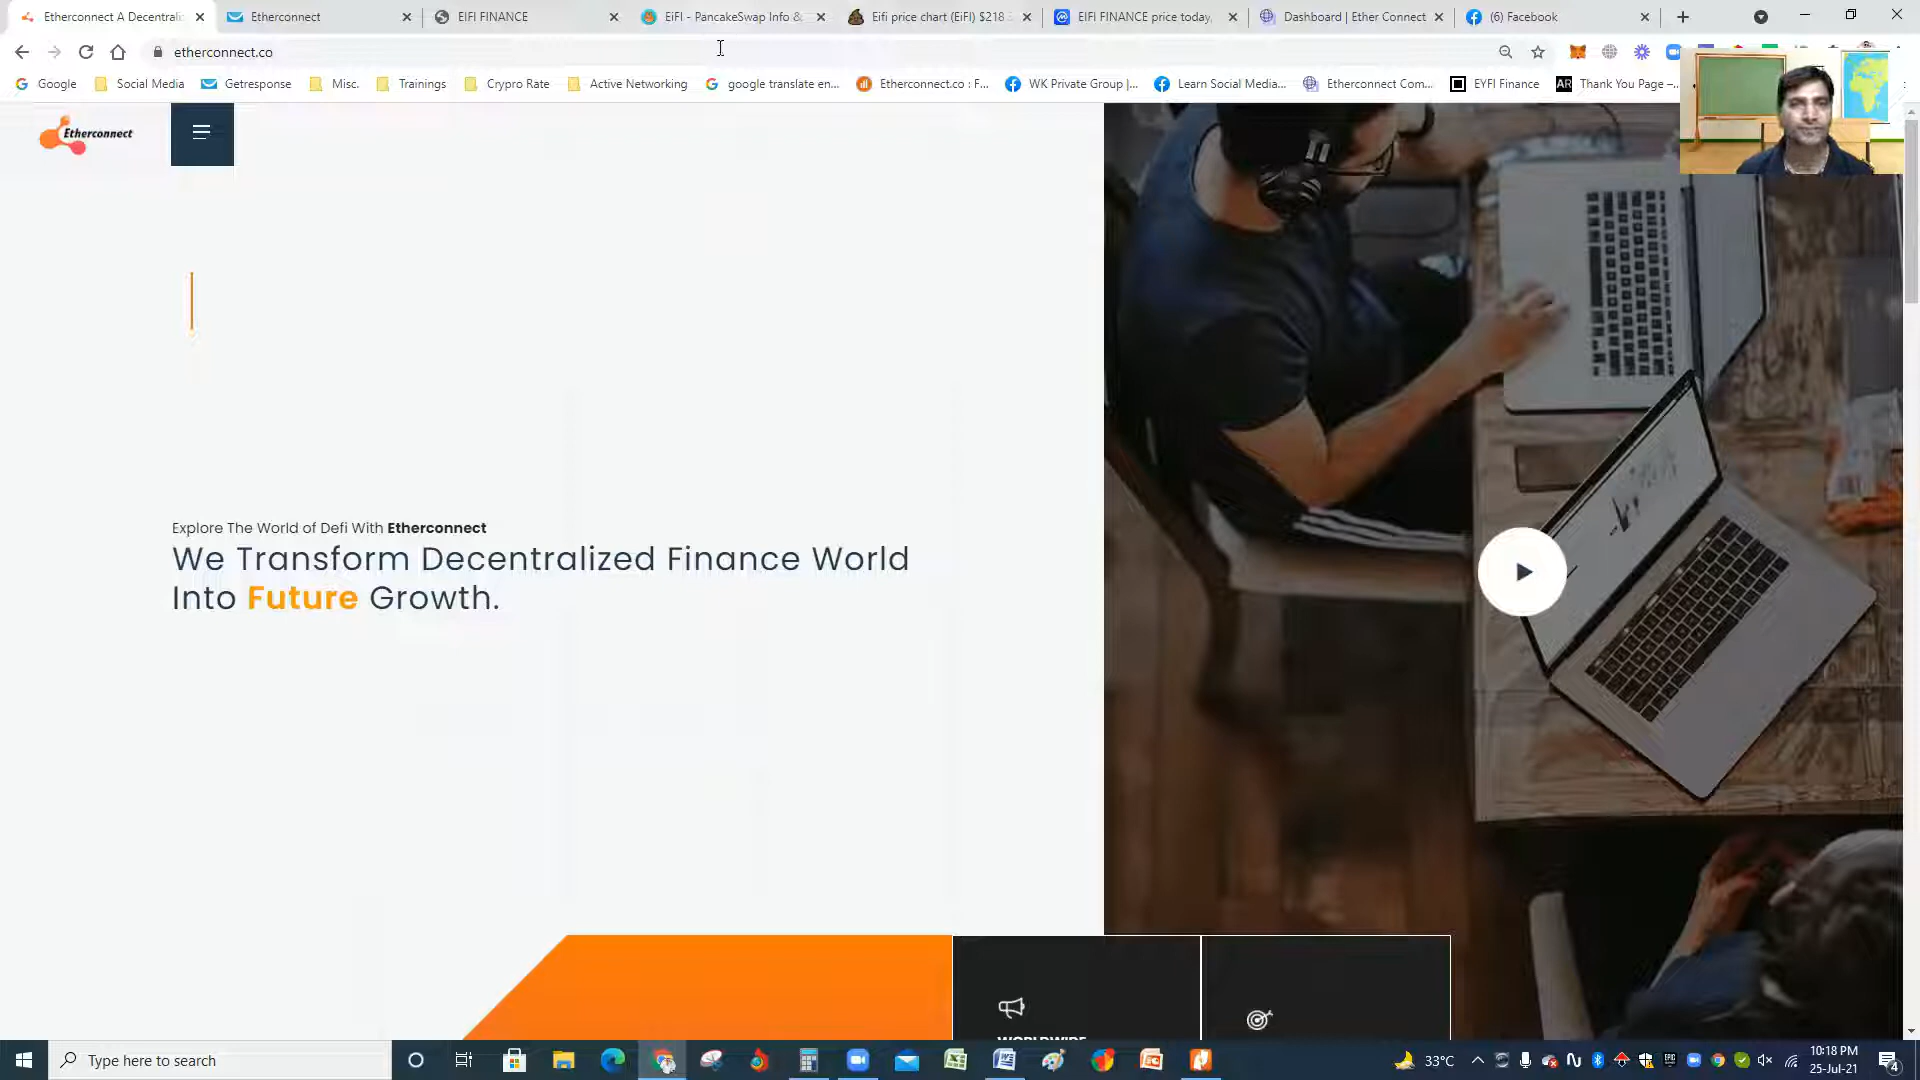 Etherconnect A Decentrali
Etherconnect
EIFI FINANCE
EiFI - PancakeSwap Info &
Eifi price chart (EiFI) $218
EIFI FINANCE price today,
Dashboard | Ether Connect
(6) Facebook
etherconnect.co
Google
Social Media
Getresponse
Misc.
Trainings
Crypro Rate
Active Networking
google translate en...
Etherconnect.co : F...
WK Private Group |...
Learn Social Media...
Etherconnect Com...
EYFI Finance
AR
Thank You Page –...
Etherconnect
Explore The World of Defi With Etherconnect
We Transform Decentralized Finance World
Into Future Growth.
WORLDWIDE
Type here to search
33°C
10:18 PM
25-Jul-21
4